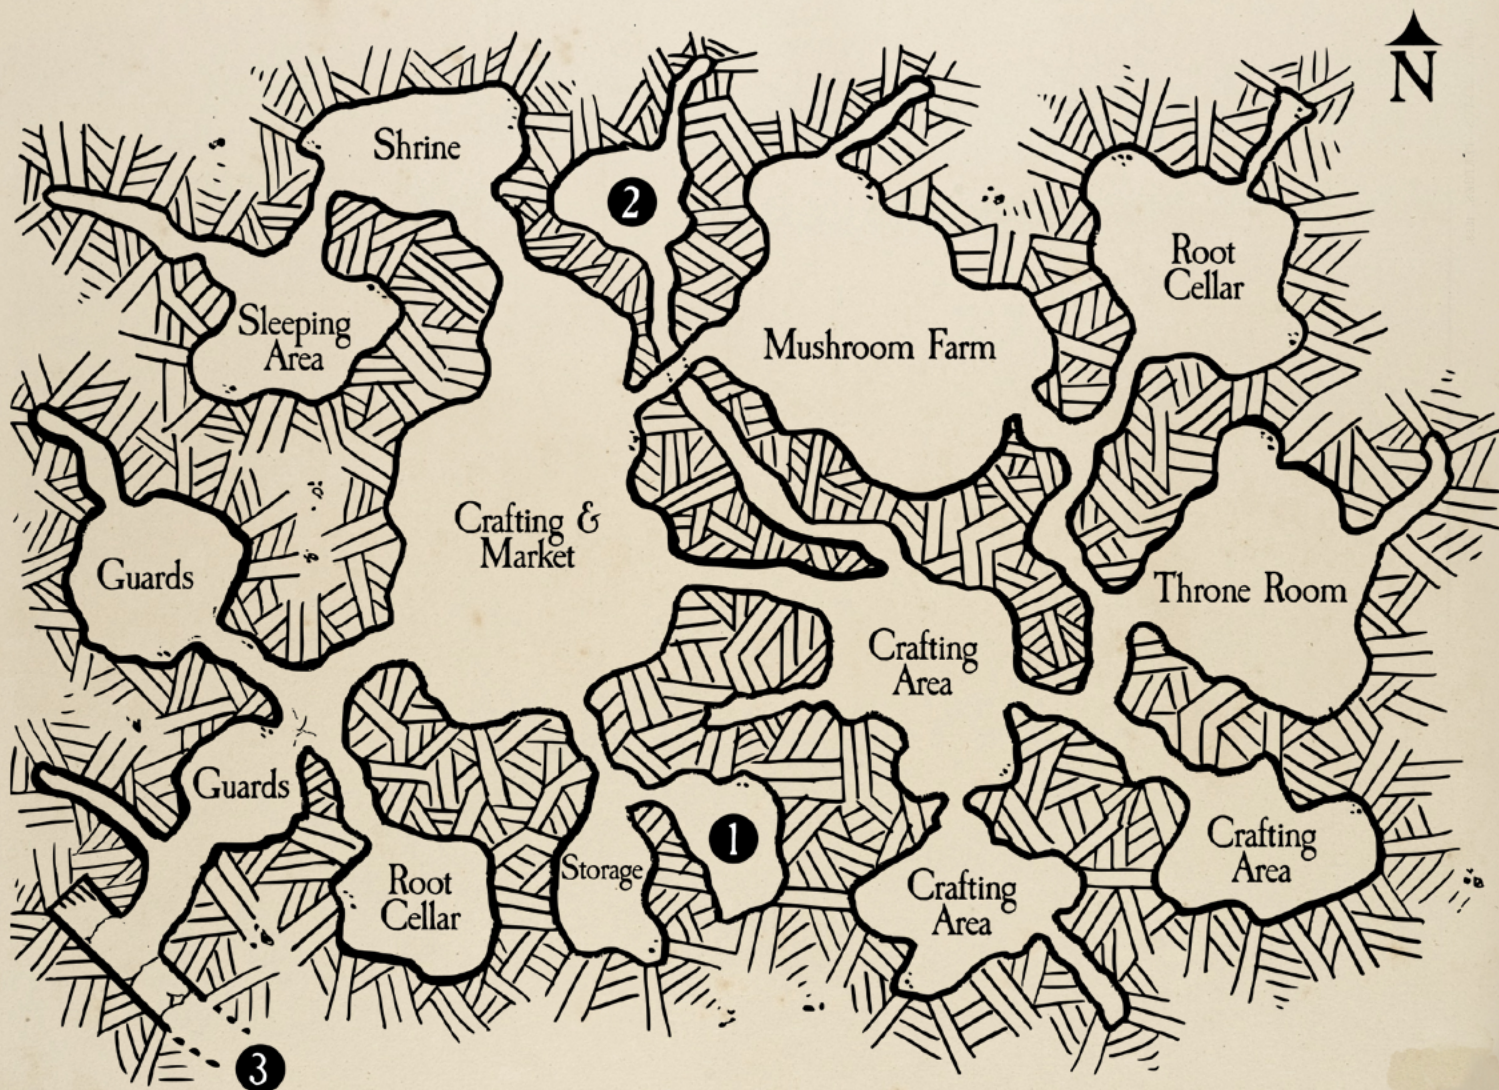 N
Shrine
2
Root
Cellar
Sleeping
Area
Mushroom Farm
Crafting &
Market
Guards
Throne Room
Crafting
Area
Guards
1
Crafting
Area
Storage
Root
Cellar
Crafting
Area
3